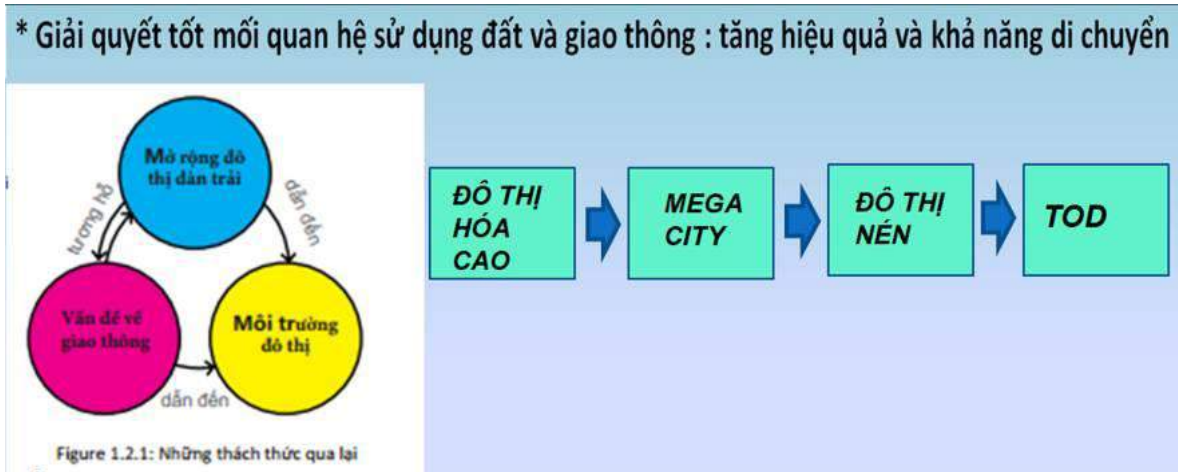 * Giải quyết tốt mối quan hệ sử dụng đất và giao thông : tăng hiệu quả và khả năng di chuyển
Mở rộng đô
thị dàn trải
tương hỗ
dẫn đến
Vấn đề về
giao thông
Môi trường
đô thị
dẫn đến
Figure 1.2.1: Những thách thức qua lại
ĐÔ THỊ
HÓA
CAO
MEGA
CITY
ĐÔ THỊ
NÉN
TOD